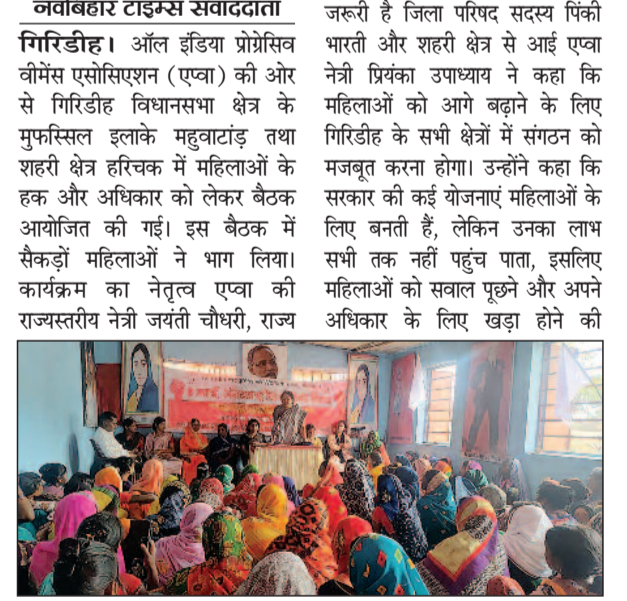 नवबिहार टाइम्स संवाददाता
गिरिडीह। ऑल इंडिया प्रोग्रेसिव
वीमेंस एसोसिएशन (एप्वा) की ओर
से गिरिडीह विधानसभा क्षेत्र के
मुफस्सिल इलाके महुवाटांड़ तथा
शहरी क्षेत्र हरिचक में महिलाओं के
हक और अधिकार को लेकर बैठक
आयोजित की गई। इस बैठक में
सैकड़ों महिलाओं ने भाग लिया।
कार्यक्रम का नेतृत्व एप्वा की
राज्यस्तरीय नेत्री जयंती चौधरी, राज्य
जरूरी है जिला परिषद सदस्य पिंकी
भारती और शहरी क्षेत्र से आई एप्वा
नेत्री प्रियंका उपाध्याय ने कहा कि
महिलाओं को आगे बढ़ाने के लिए
गिरिडीह के सभी क्षेत्रों में संगठन को
मजबूत करना होगा। उन्होंने कहा कि
सरकार की कई योजनाएं महिलाओं के
लिए बनती हैं, लेकिन उनका लाभ
सभी तक नहीं पहुंच पाता, इसलिए
महिलाओं को सवाल पूछने और अपने
अधिकार के लिए खड़ा होने की